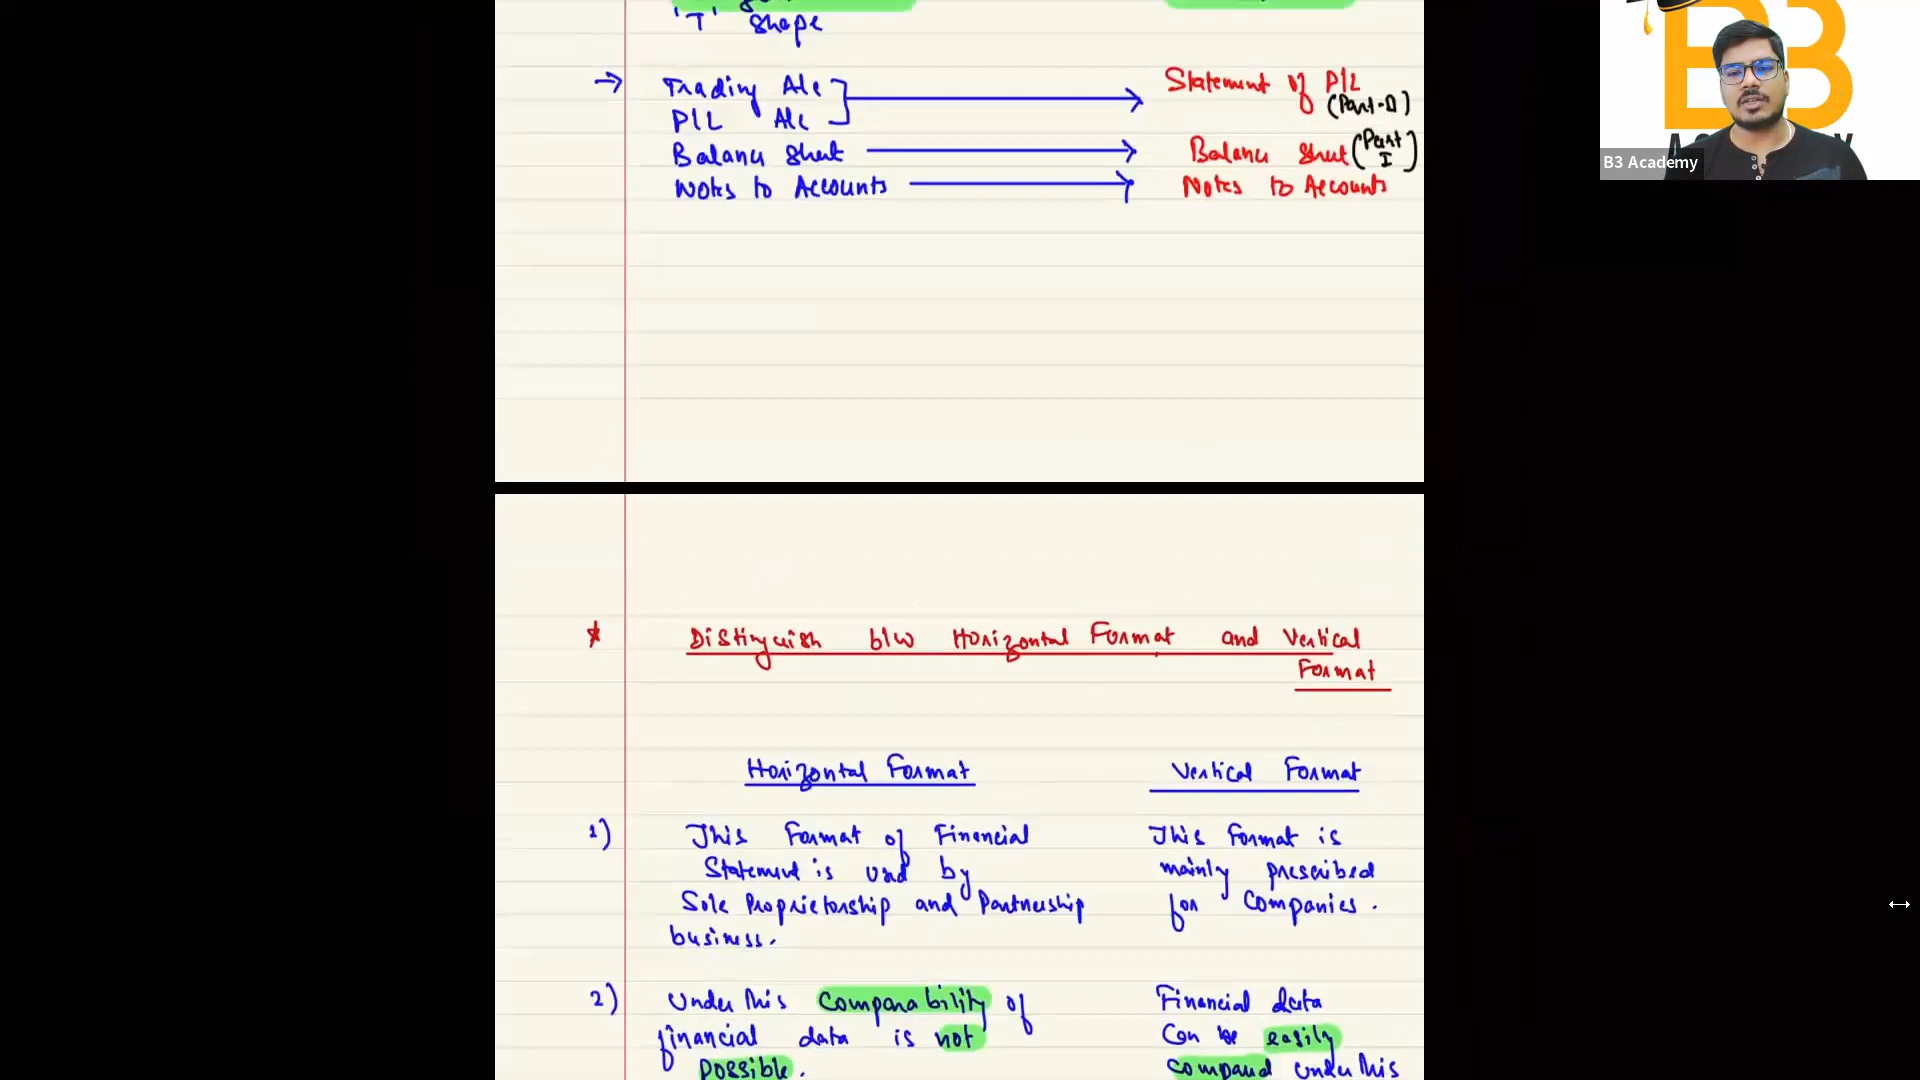 'T' shape
→ Trading A/c Statement of P/L
P/L A/c (Part-II)
Balance Sheet Balance Sheet (Part I)
Notes to Accounts Notes to Accounts
B3
B3 Academy
* Distinguish b/w Horizontal Format and Vertical
Format
Horizontal Format Vertical Format
1) This Format of Financial This Format is
Statement is used by mainly prescribed
Sole Proprietorship and Partnership for Companies.
business.
2) Under this Comparability of Financial data
financial data is not Can be easily
possible. compared under this